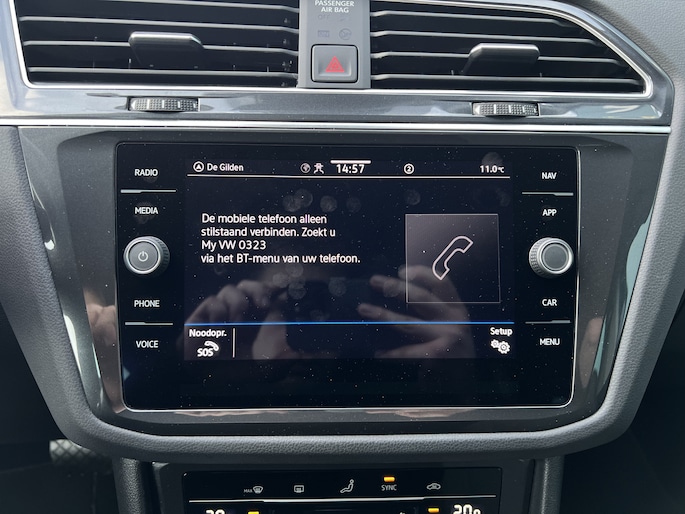 PASSENGER
AIR BAG
RADIO
MEDIA
PHONE
VOICE
De Gilden
14:57
2
11.0°C
De mobiele telefoon alleen
stilstaand verbinden. Zoekt u
My VW 0323
via het BT-menu van uw telefoon.
Noodopr.
SOS
Setup
NAV
APP
CAR
MENU
MAX
SYNC